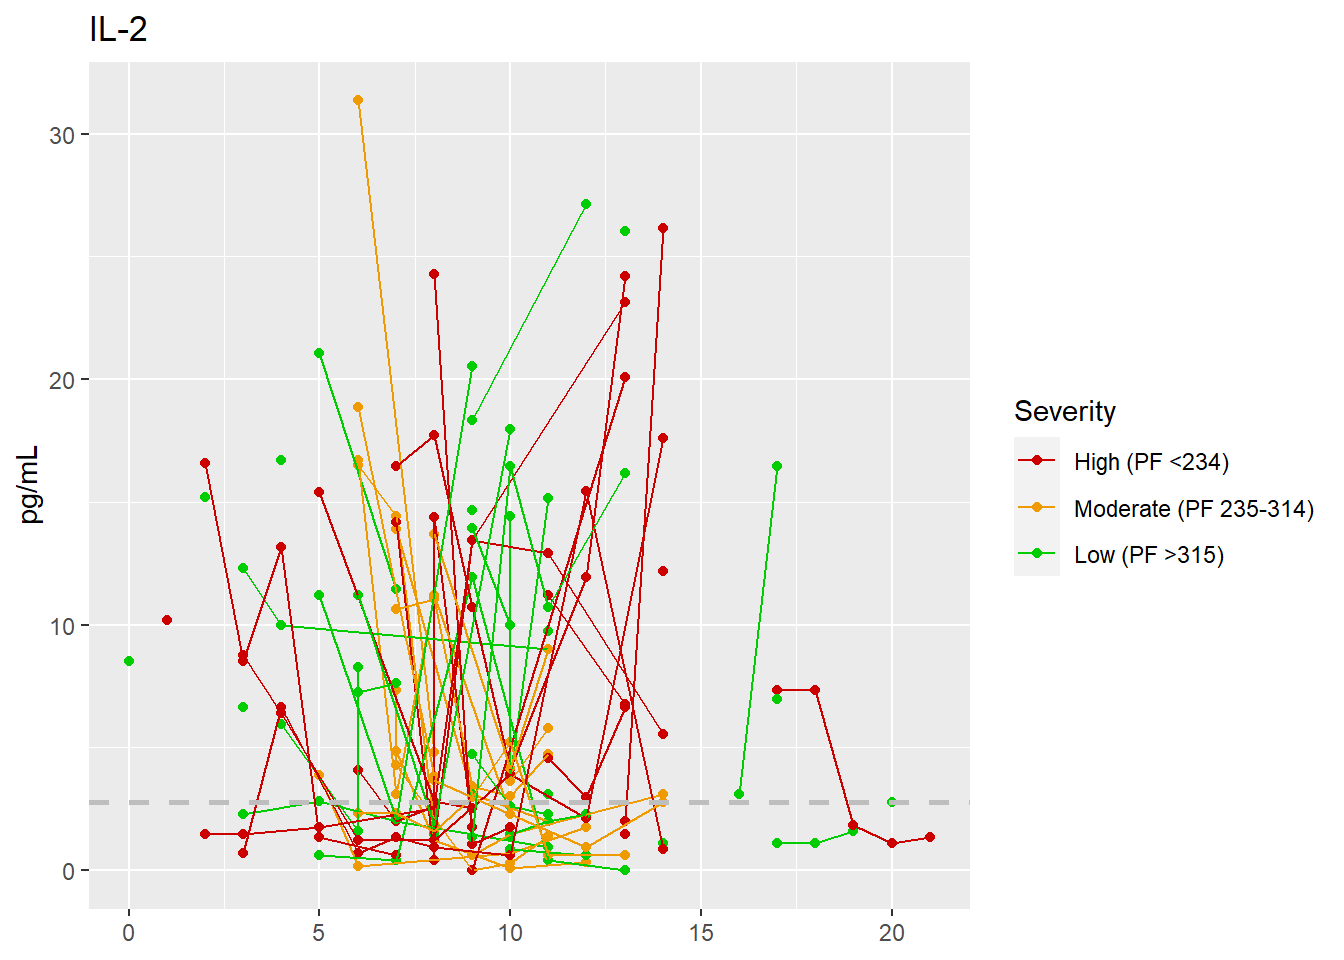 IL-2
30
20
10
0
pg/mL
0 5 10 15 20
Severity
High (PF <234)
Moderate (PF 235-314)
Low (PF >315)